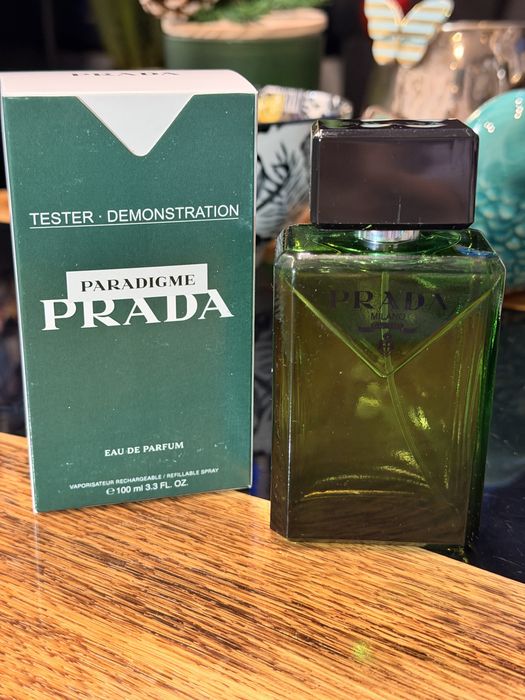 PRADA
TESTER · DEMONSTRATION
PARADIGME
PRADA
EAU DE PARFUM
VAPORISATEUR RECHARGEABLE / REFILLABLE SPRAY
℮ 100 ml 3.3 FL. OZ.
PRADA
MILANO